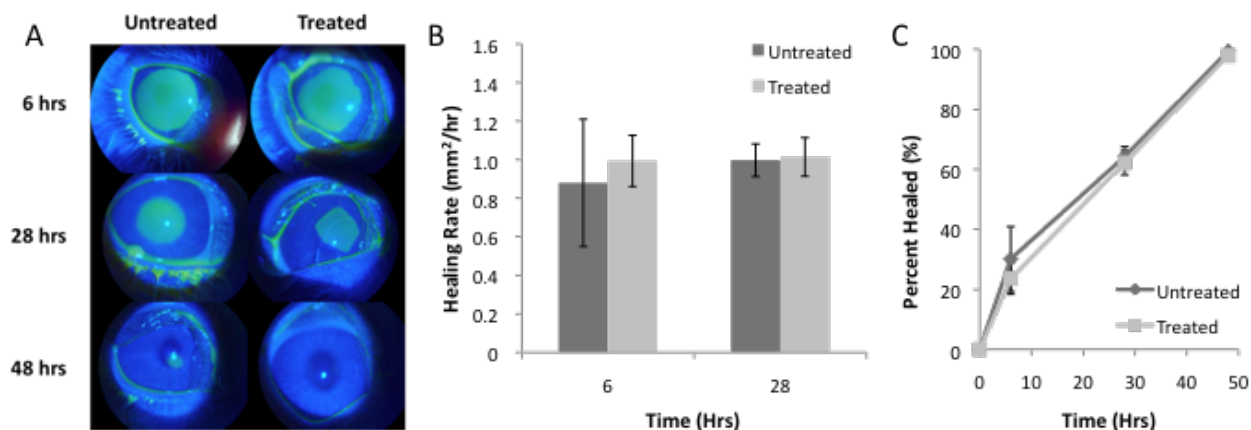 A
Untreated
Treated
6 hrs
28 hrs
48 hrs
B
1.6
1.4
1.2
1.0
0.8
0.6
0.4
0.2
0
Healing Rate (mm²/hr)
Untreated
Treated
6
28
Time (Hrs)
C
100
80
60
40
20
0
Percent Healed (%)
Untreated
Treated
0
10
20
30
40
50
Time (Hrs)